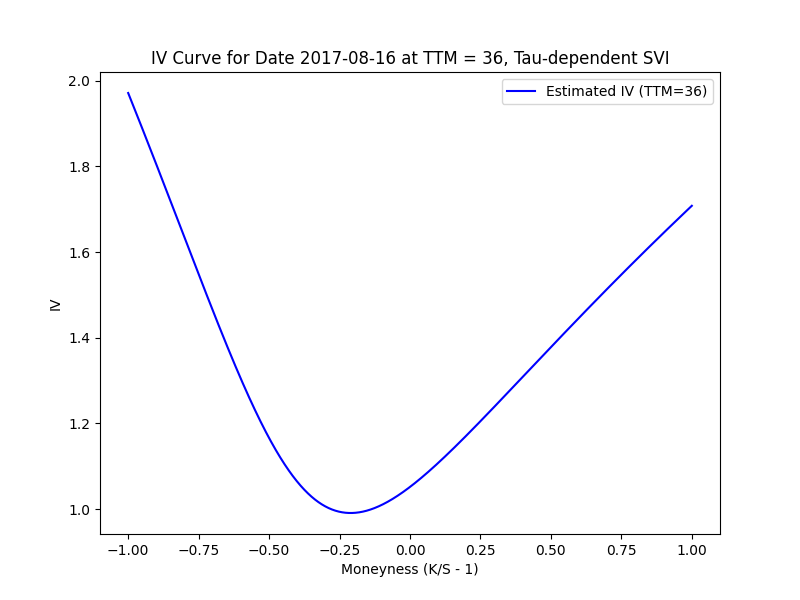 IV Curve for Date 2017-08-16 at TTM = 36, Tau-dependent SVI
Estimated IV (TTM=36)
2.0
1.8
1.6
1.4
1.2
1.0
IV
−1.00 −0.75 −0.50 −0.25 0.00 0.25 0.50 0.75 1.00
Moneyness (K/S - 1)